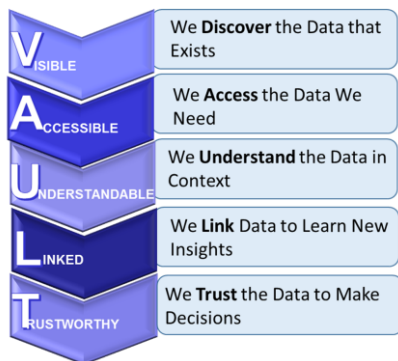 VISIBLE
We Discover the Data that
Exists
ACCESSIBLE
We Access the Data We
Need
UNDERSTANDABLE
We Understand the Data in
Context
LINKED
We Link Data to Learn New
Insights
TRUSTWORTHY
We Trust the Data to Make
Decisions